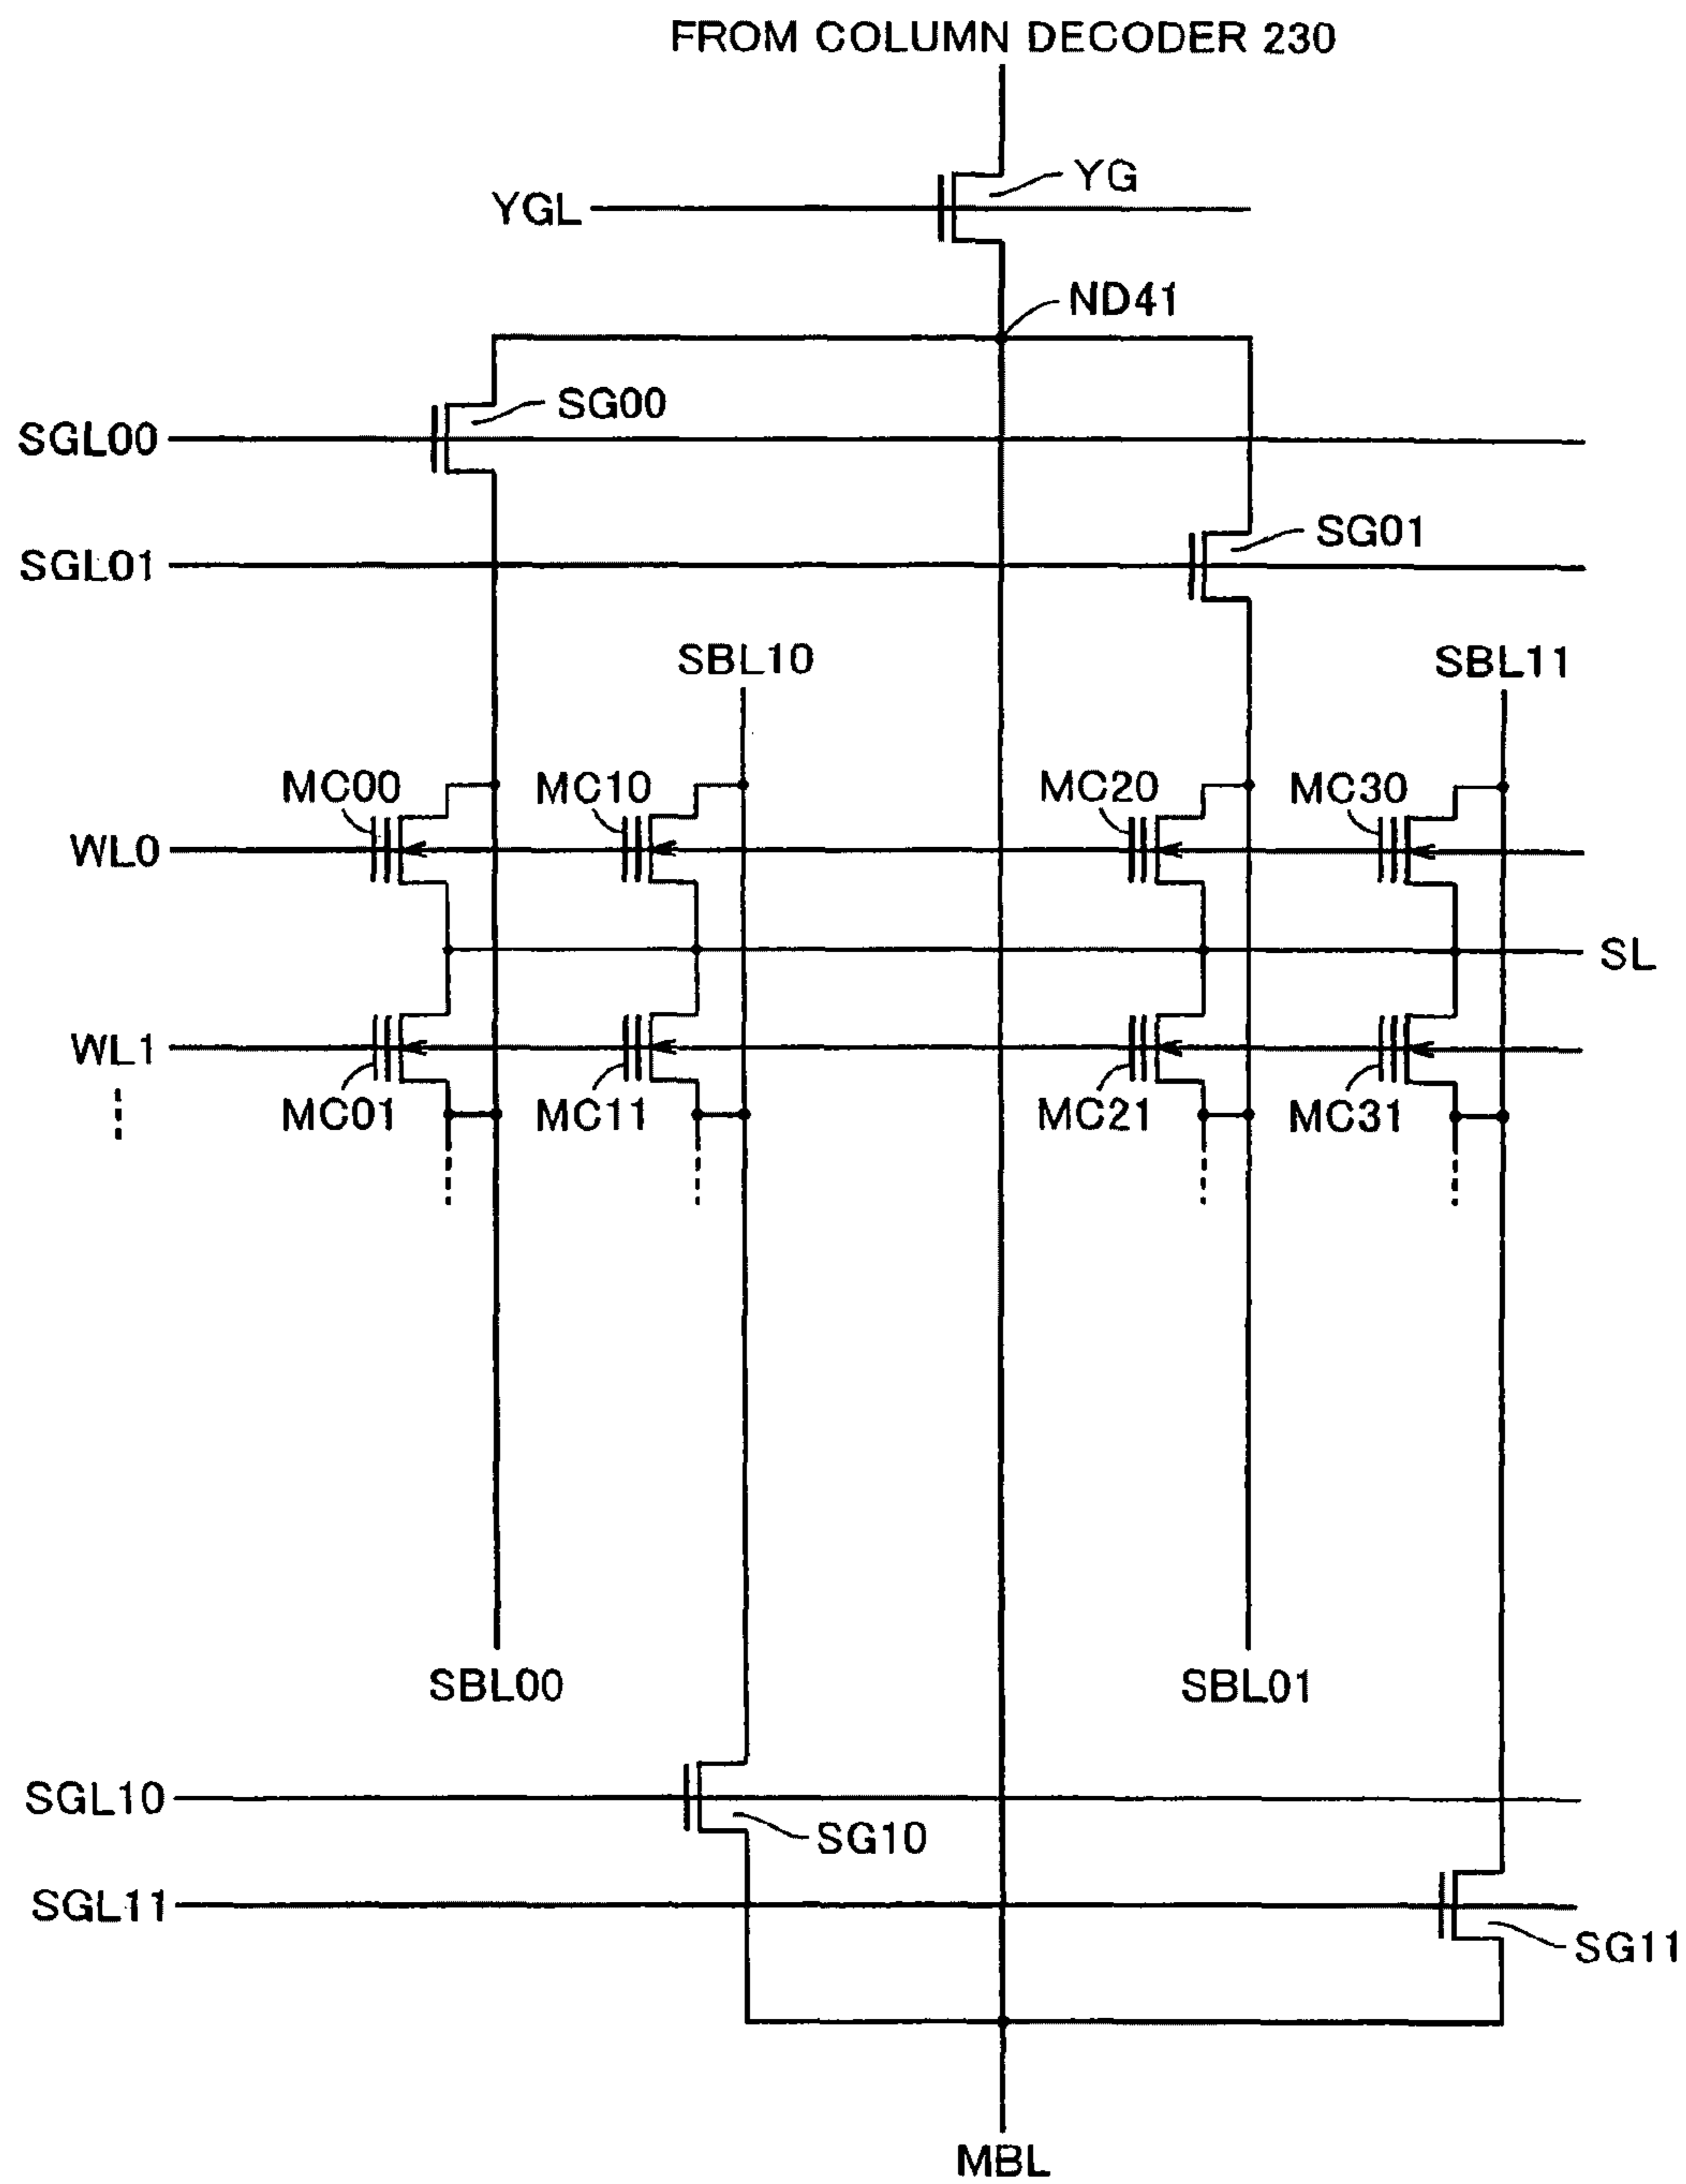 FROM COLUMN DECODER 230
YG
YGL
ND41
SG00
SGL00
SG01
SGL01
SBL10
SBL11
MC00
MC10
MC20
MC30
WL0
SL
WL1
MC01
MC11
MC21
MC31
SBL00
SBL01
SGL10
SG10
SGL11
SG11
MBL